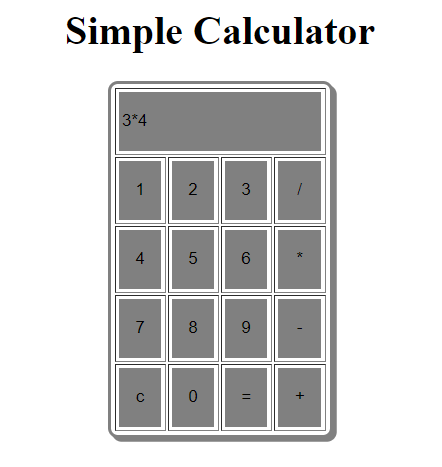 Simple Calculator
3*4
1 2 3 /
4 5 6 *
7 8 9 -
c 0 = +